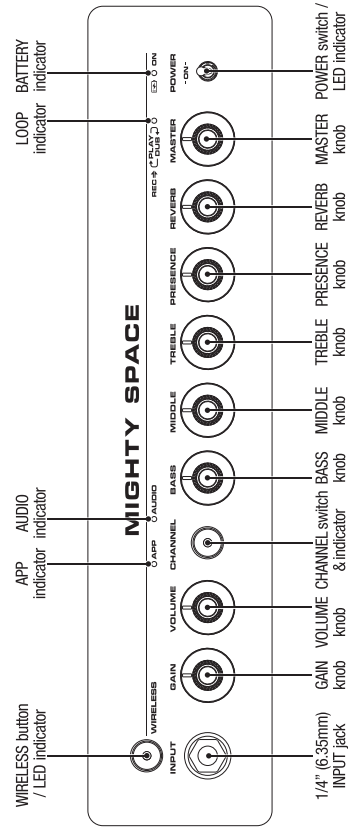 WIRELESS button
/ LED indicator
APP
indicator
AUDIO
indicator
LOOP
indicator
BATTERY
indicator
MIGHTY SPACE
WIRELESS
APP
AUDIO
REC
PLAY
DUB
ON
INPUT
GAIN
VOLUME
CHANNEL
BASS
MIDDLE
TREBLE
PRESENCE
REVERB
MASTER
POWER
- ON -
1/4" (6.35mm)
INPUT jack
GAIN
knob
VOLUME
knob
CHANNEL switch
& indicator
BASS
knob
MIDDLE
knob
TREBLE
knob
PRESENCE
knob
REVERB
knob
MASTER
knob
POWER switch /
LED indicator